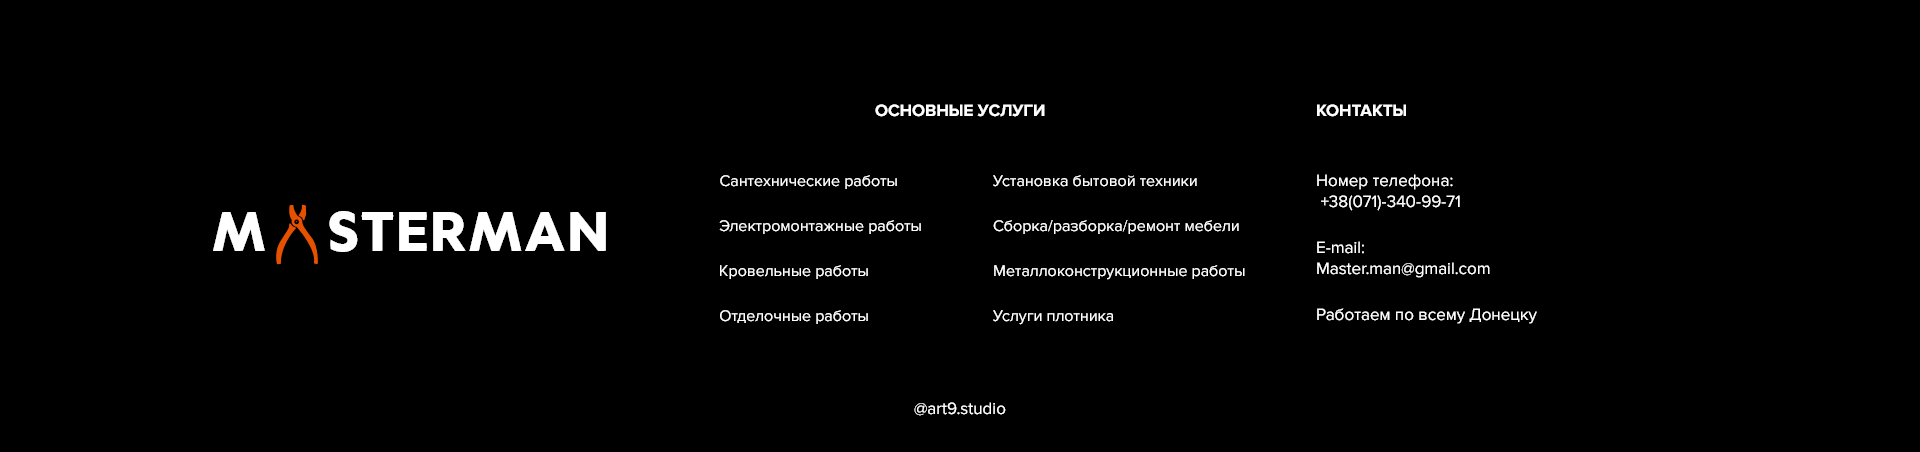 MASTERMAN
ОСНОВНЫЕ УСЛУГИ
Сантехнические работы
Электромонтажные работы
Кровельные работы
Отделочные работы
Установка бытовой техники
Сборка/разборка/ремонт мебели
Металлоконструкционные работы
Услуги плотника
КОНТАКТЫ
Номер телефона:
+38(071)-340-99-71
E-mail:
Master.man@gmail.com
Работаем по всему Донецку
@art9.studio